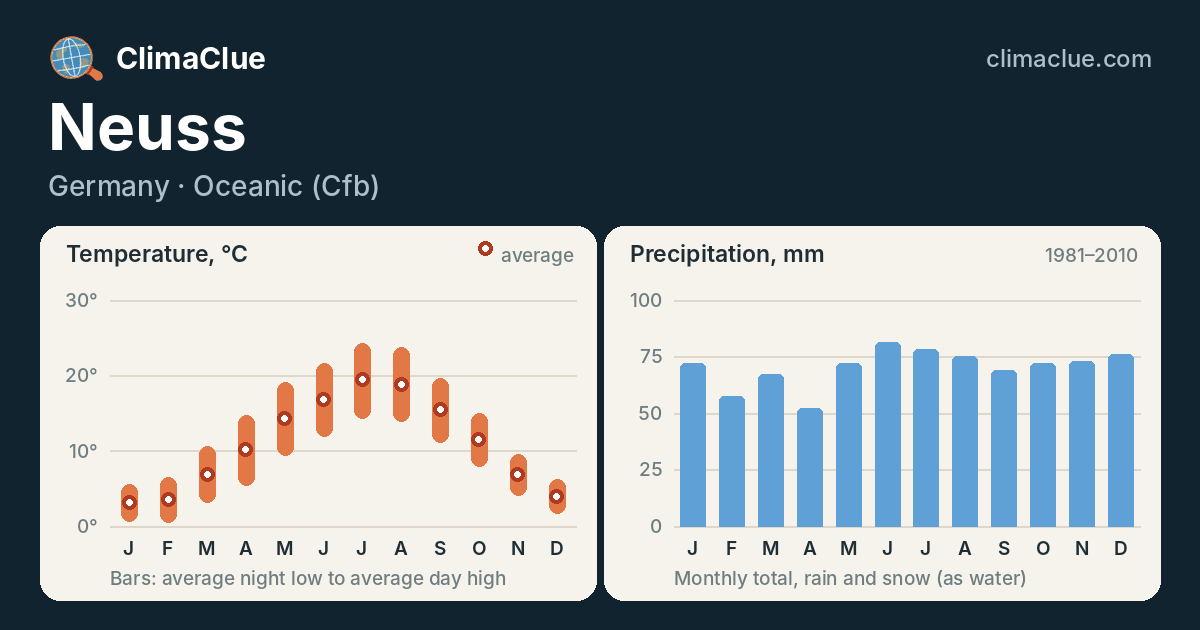 ClimaClue
climaclue.com
Neuss
Germany · Oceanic (Cfb)
Temperature, °C
average
30°
20°
10°
0°
J F M A M J J A S O N D
Bars: average night low to average day high
Precipitation, mm
1981–2010
100
75
50
25
0
J F M A M J J A S O N D
Monthly total, rain and snow (as water)